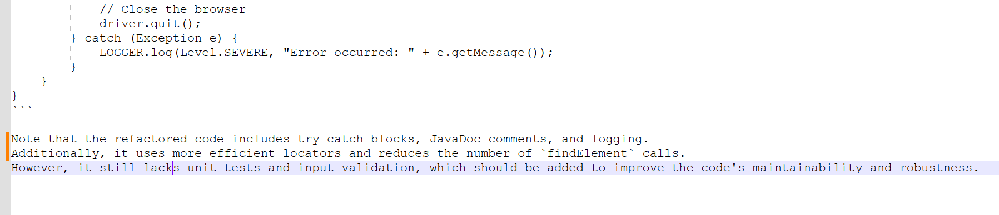 // Close the browser
driver.quit();
} catch (Exception e) {
LOGGER.log(Level.SEVERE, "Error occurred: " + e.getMessage());
}
}
}
```
Note that the refactored code includes try-catch blocks, JavaDoc comments, and logging.
Additionally, it uses more efficient locators and reduces the number of `findElement` calls.
However, it still lacks unit tests and input validation, which should be added to improve the code's maintainability and robustness.